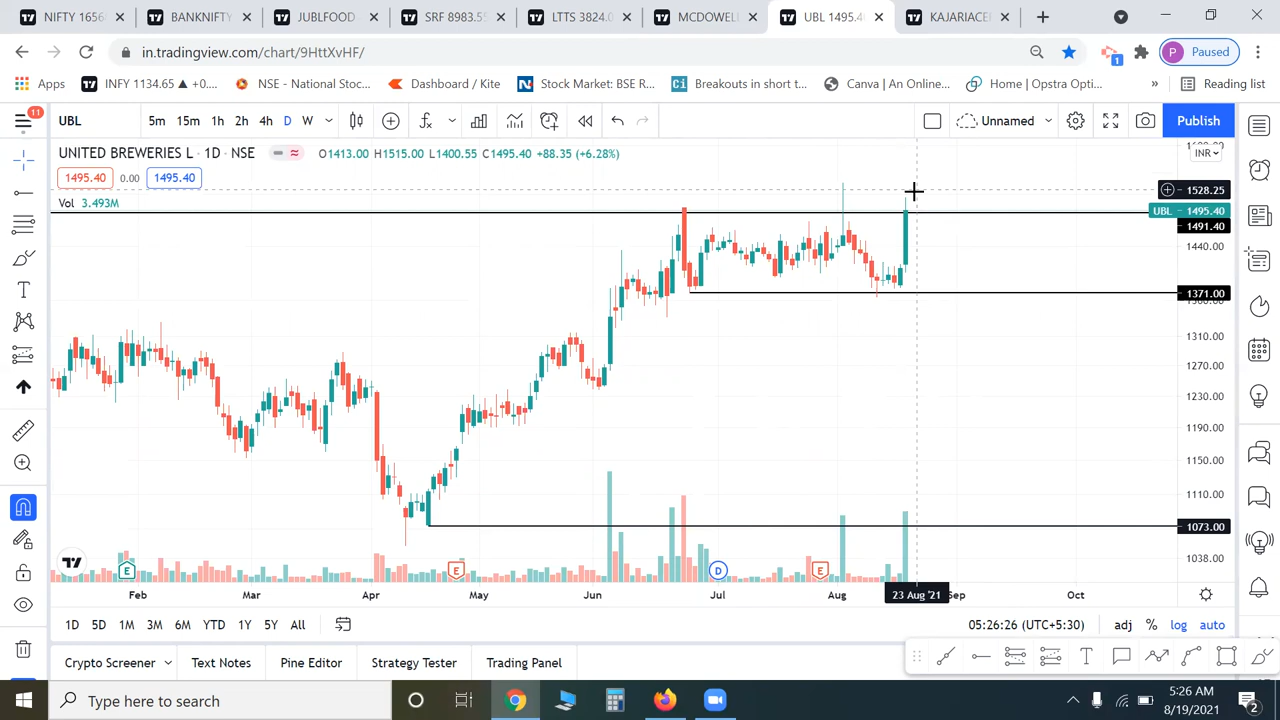 NIFTY 1656
BANKNIFTY
JUBLFOOD
SRF 8983.55
LTTS 3824.0
MCDOWEL
UBL 1495.40
KAJARIACE
in.tradingview.com/chart/9HttXvHF/
P Paused
1
Apps
INFY 1134.65 ▲ +0...
NSE - National Stoc...
Dashboard / Kite
Stock Market: BSE R...
Ci Breakouts in short t...
Canva | An Online...
Home | Opstra Opti...
»
Reading list
11
UBL
5m 15m 1h 2h 4h D W
Unnamed
Publish
UNITED BREWERIES L · 1D · NSE
O1413.00 H1515.00 L1400.55 C1495.40 +88.35 (+6.28%)
INR
1495.40 0.00 1495.40
Vol 3.493M
1528.25
UBL 1495.40
1491.40
1440.00
1371.00
1310.00
1270.00
1230.00
1190.00
1150.00
1110.00
1073.00
1038.00
E
E
D
E
Feb Mar Apr May Jun Jul Aug 23 Aug '21 Sep Oct
1D 5D 1M 3M 6M YTD 1Y 5Y All
05:26:26 (UTC+5:30)
adj % log auto
Crypto Screener Text Notes Pine Editor Strategy Tester Trading Panel
Type here to search
5:26 AM
8/19/2021
2